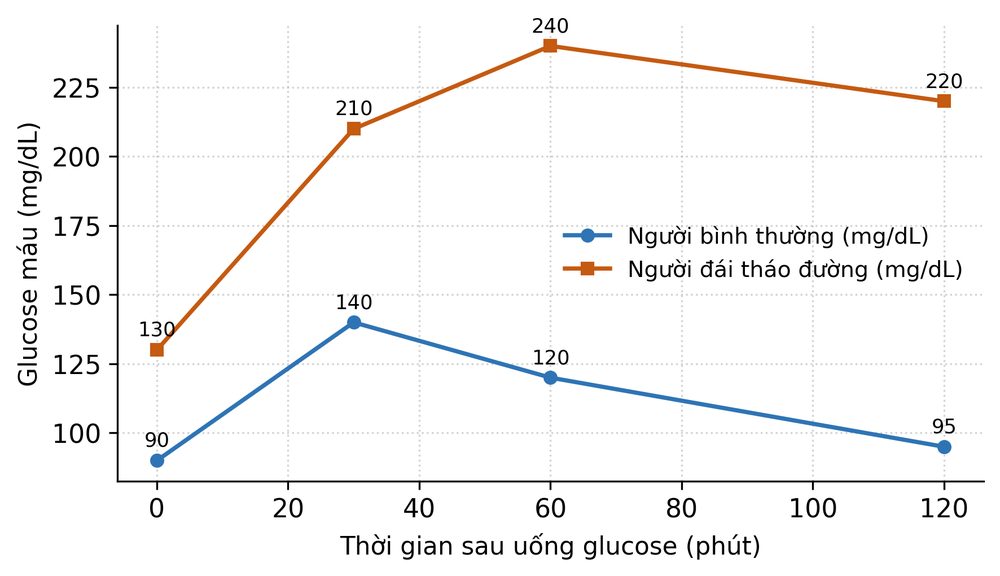 Glucose máu (mg/dL)
225
200
175
150
125
100
240
220
210
130
140
120
90
95
Người bình thường (mg/dL)
Người đái tháo đường (mg/dL)
0 20 40 60 80 100 120
Thời gian sau uống glucose (phút)